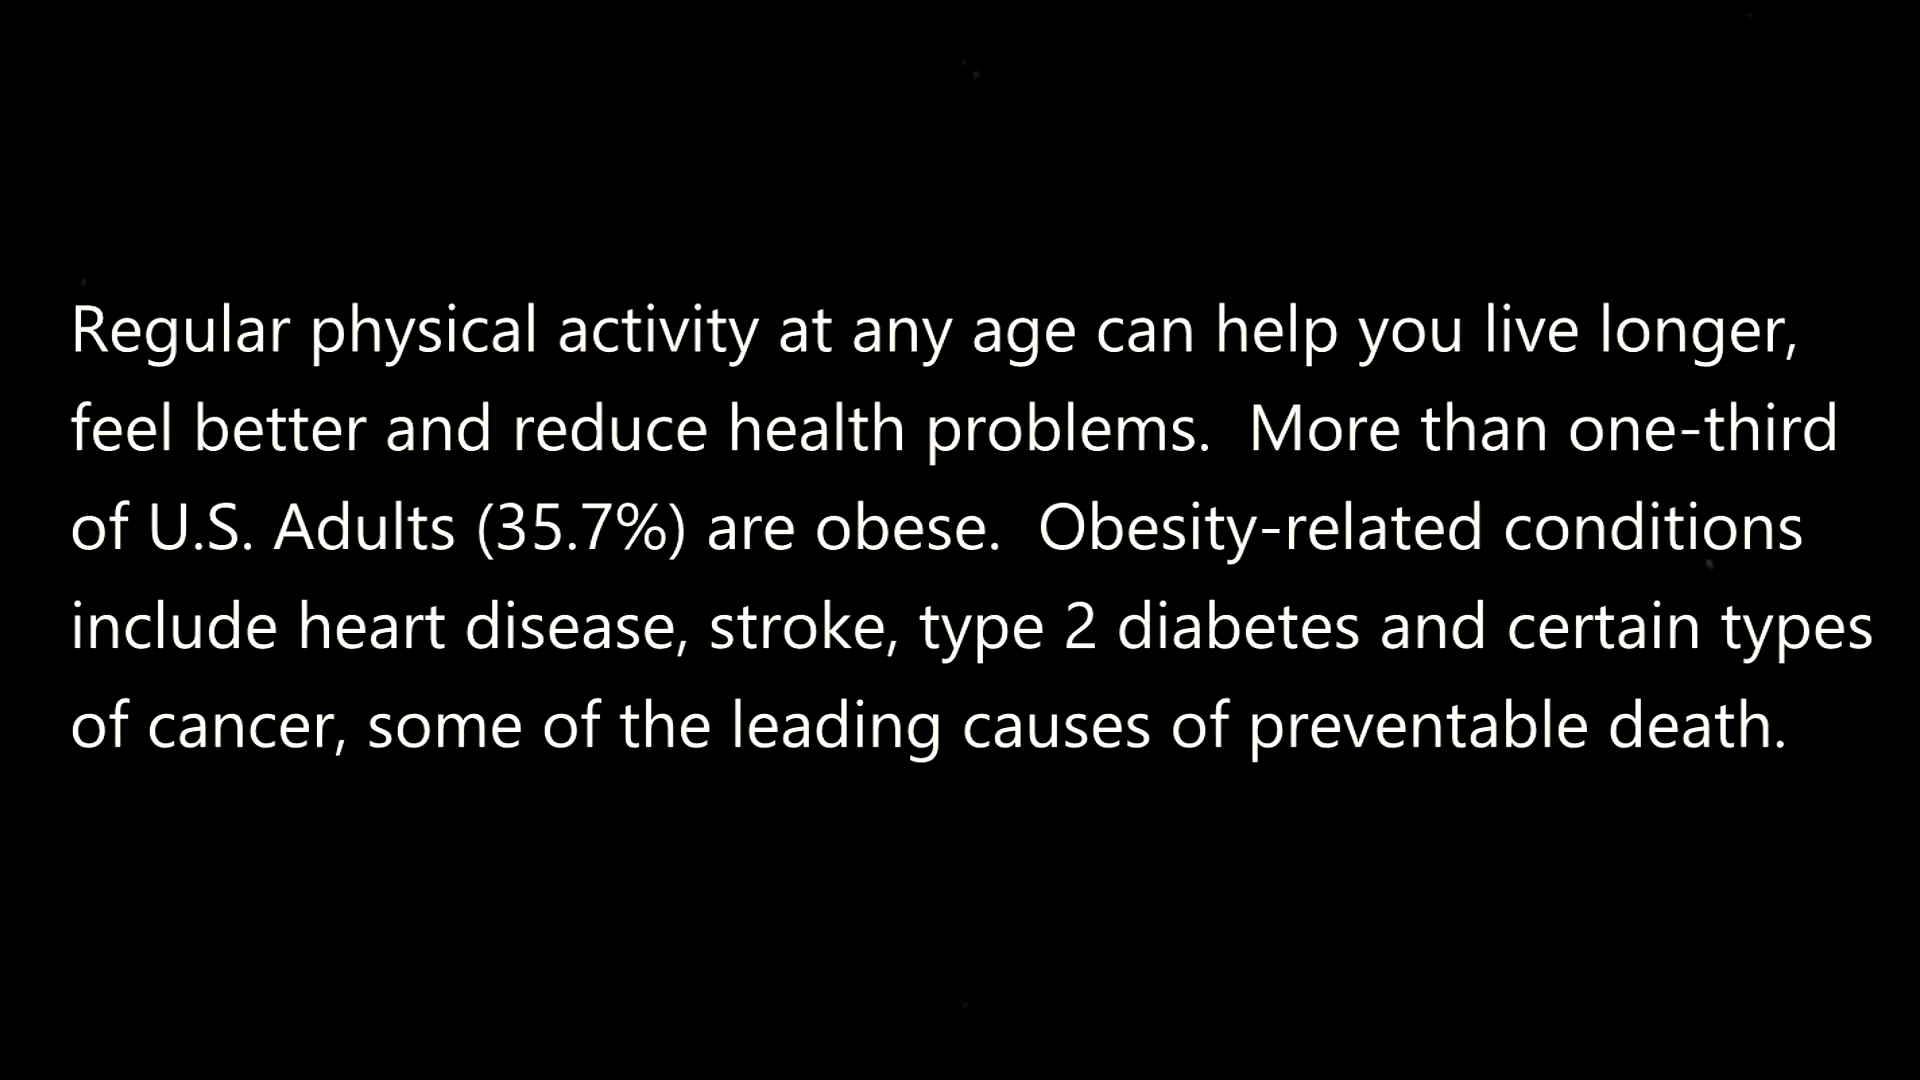 Regular physical activity at any age can help you live longer,
feel better and reduce health problems.  More than one-third
of U.S. Adults (35.7%) are obese.  Obesity-related conditions
include heart disease, stroke, type 2 diabetes and certain types
of cancer, some of the leading causes of preventable death.